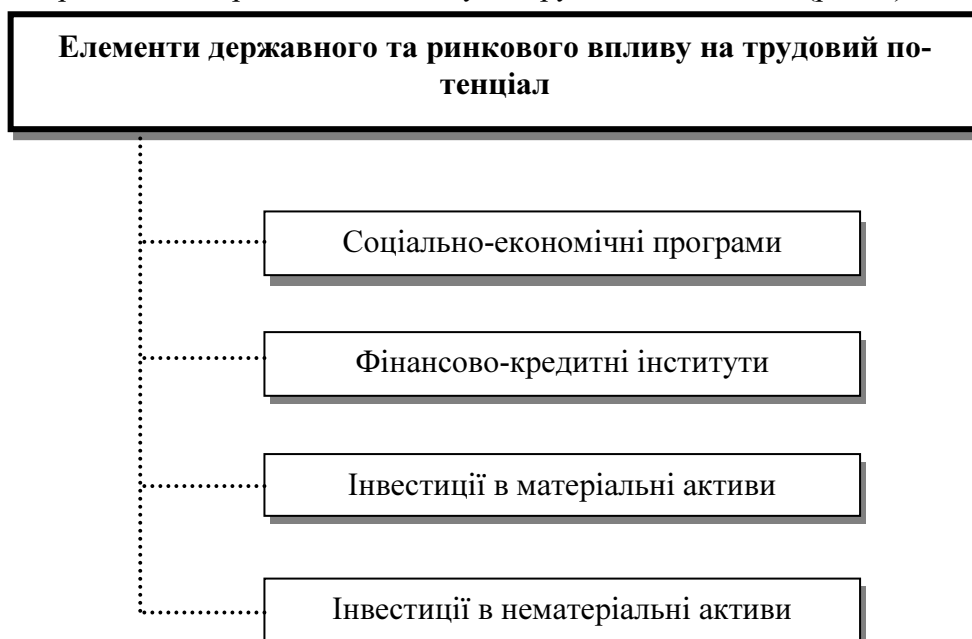 Елементи державного та ринкового впливу на трудовий по-
тенціал
Соціально-економічні програми
Фінансово-кредитні інститути
Інвестиції в матеріальні активи
Інвестиції в нематеріальні активи